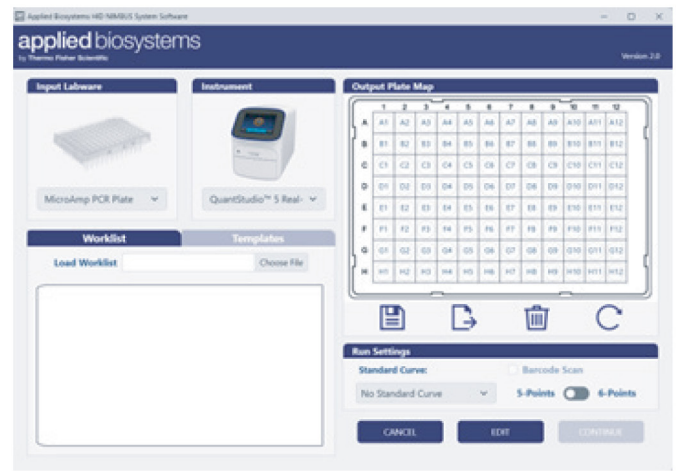 Applied Biosystems HID NIMBUS System Software
applied biosystems
by Thermo Fisher Scientific
Version 2.0
Input Labware
Instrument
Output Plate Map
1 2 3 4 5 6 7 8 9 10 11 12
A A1 A2 A3 A4 A5 A6 A7 A8 A9 A10 A11 A12
B B1 B2 B3 B4 B5 B6 B7 B8 B9 B10 B11 B12
C C1 C2 C3 C4 C5 C6 C7 C8 C9 C10 C11 C12
D D1 D2 D3 D4 D5 D6 D7 D8 D9 D10 D11 D12
E E1 E2 E3 E4 E5 E6 E7 E8 E9 E10 E11 E12
F F1 F2 F3 F4 F5 F6 F7 F8 F9 F10 F11 F12
G G1 G2 G3 G4 G5 G6 G7 G8 G9 G10 G11 G12
H H1 H2 H3 H4 H5 H6 H7 H8 H9 H10 H11 H12
MicroAmp PCR Plate
QuantStudio™ 5 Real-
Worklist
Templates
Load Worklist
Choose File
Run Settings
Standard Curve:
Barcode Scan
No Standard Curve
5-Points
6-Points
CANCEL
EDIT
CONTINUE